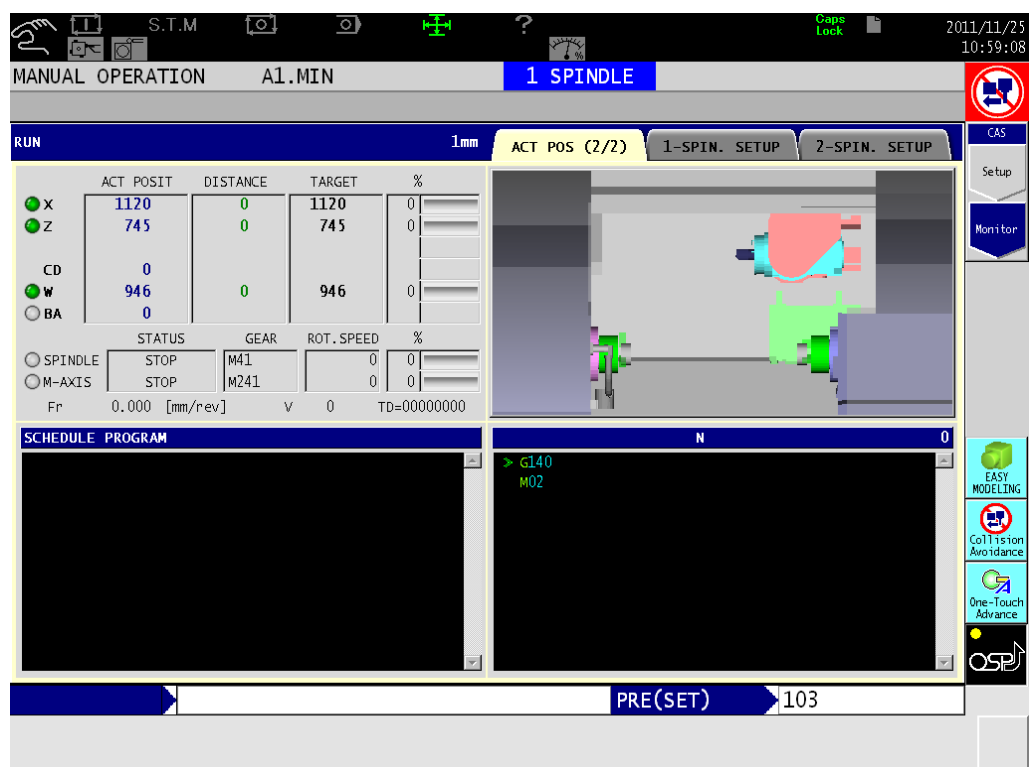 S.T.M
?
%
Caps
Lock
2011/11/25
10:59:08
MANUAL OPERATION A1.MIN 1 SPINDLE
RUN 1mm
ACT POS (2/2) 1-SPIN. SETUP 2-SPIN. SETUP
CAS
Setup
Monitor
ACT POSIT DISTANCE TARGET %
X 1120 0 1120 0
Z 745 0 745 0
CD 0
W 946 0 946 0
BA 0
STATUS GEAR ROT.SPEED %
SPINDLE STOP M41 0 0
M-AXIS STOP M241 0 0
Fr 0.000 [mm/rev] V 0 TD=00000000
SCHEDULE PROGRAM
N 0
> G140
M02
EASY
MODELING
Collision
Avoidance
One-Touch
Advance
OSP
PRE(SET) 103